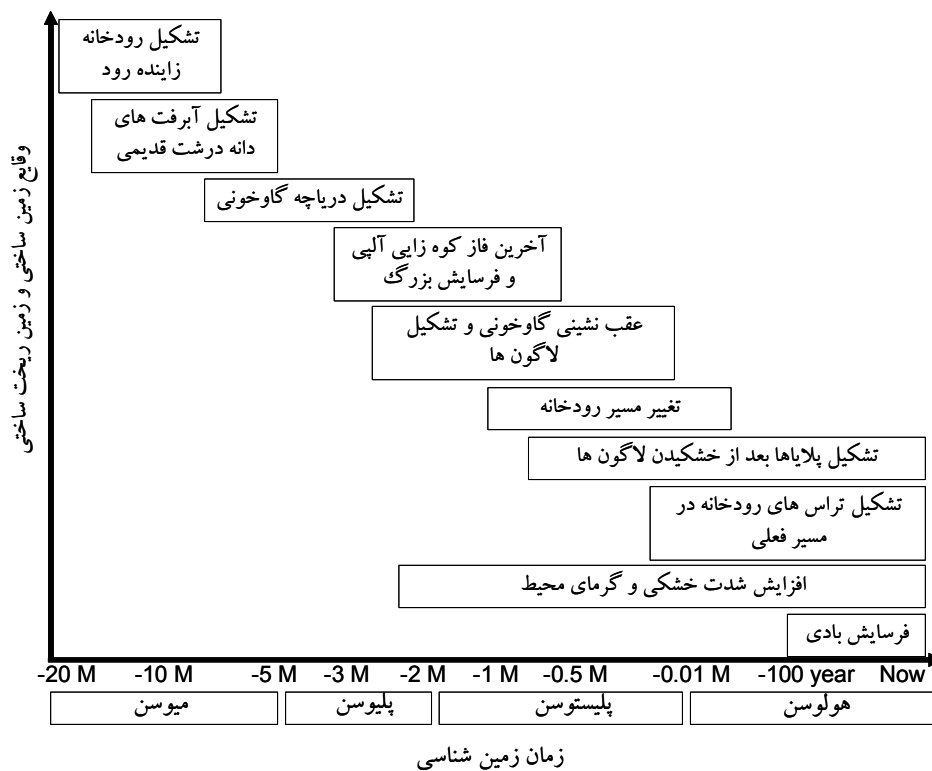 تشکیل رودخانه
زاینده رود
تشکیل آبرفت های
دانه درشت قدیمی
تشکیل دریاچه گاوخونی
آخرین فاز کوه زایی آلپی
و فرسایش بزرگ
عقب نشینی گاوخونی و تشکیل
لاگون ها
تغییر مسیر رودخانه
تشکیل پلایاها بعد از خشکیدن لاگون ها
تشکیل تراس های رودخانه در
مسیر فعلی
افزایش شدت خشکی و گرمای محیط
فرسایش بادی
وقایع زمین ساختی و زمین ریخت ساختی
-20 M -10 M -5 M -3 M -2 M -1 M -0.5 M -0.01 M -100 year Now
میوسن پلیوسن پلیستوسن هولوسن
زمان زمین شناسی